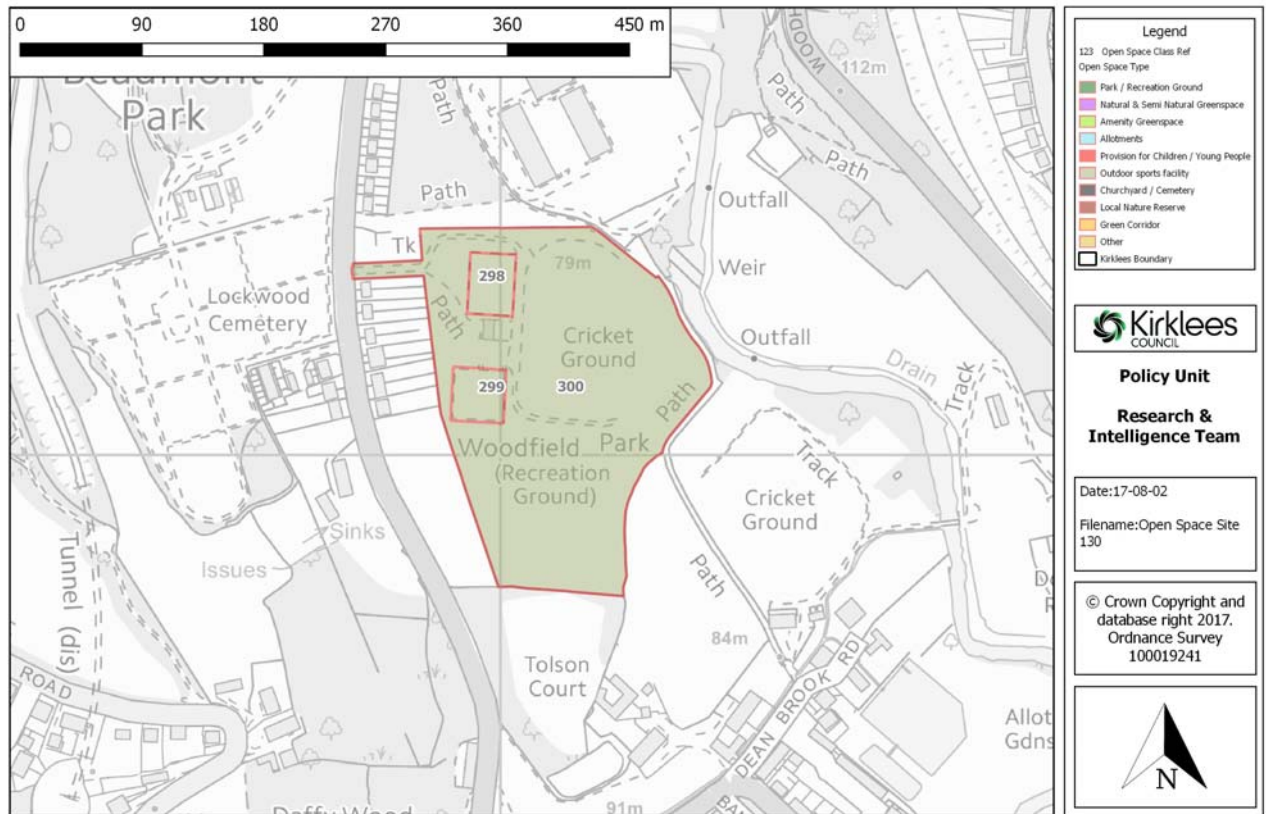 0 90 180 270 360 450 m
Beaumont
Park
Path
Path
Tk
Path
Lockwood
Cemetery
298
299
300
79m
Cricket
Ground
Path
Woodfield Park
(Recreation
Ground)
Sinks
Issues
Tunnel (dis)
ROAD
Tolson
Court
Daffy Wood
91m
84m
DEAN BROOK RD
Path
Cricket
Ground
Track
Track
Drain
Outfall
Weir
Outfall
Path
Path
112m
Allot
Gdns
Legend
123 Open Space Class Ref
Open Space Type
Park / Recreation Ground
Natural & Semi Natural Greenspace
Amenity Greenspace
Allotments
Provision for Children / Young People
Outdoor sports facility
Churchyard / Cemetery
Local Nature Reserve
Green Corridor
Other
Kirklees Boundary
Kirklees
COUNCIL
Policy Unit
Research &
Intelligence Team
Date:17-08-02
Filename:Open Space Site
130
© Crown Copyright and
database right 2017.
Ordnance Survey
100019241
N